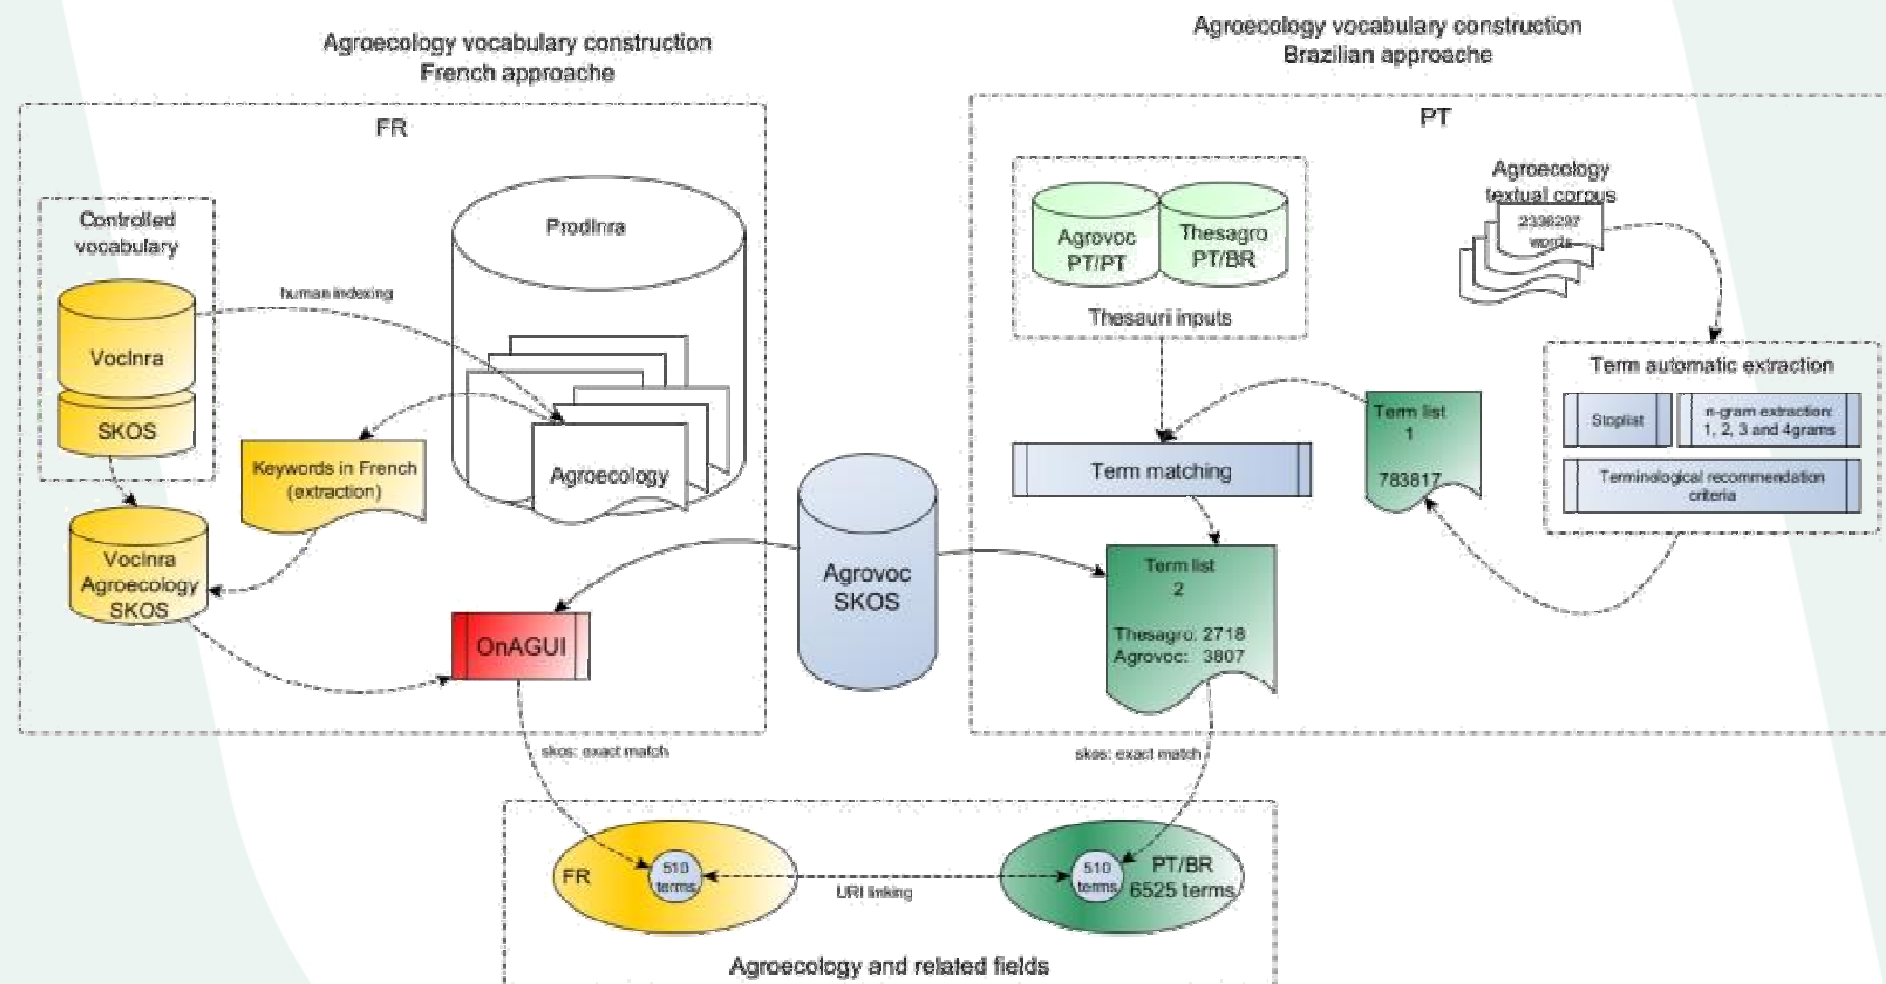 Agroecology vocabulary construction
French approache
Agroecology vocabulary construction
Brazilian approache
FR
Controlled
vocabulary
VocInra
SKOS
human indexing
ProdInra
Agroecology
Keywords in French
(extraction)
VocInra
Agroecology
SKOS
OnAGUI
Agrovoc
SKOS
PT
Agrovoc
PT/PT
Thesagro
PT/BR
Thesauri inputs
Agroecology
textual corpus
words
Term automatic extraction
Stoplist
n-gram extraction:
1, 2, 3 and 4grams
Terminological recommendation
criteria
Term list
1
783817
Term matching
Term list
2
Thesagro: 2718
Agrovoc: 3807
skos: exact match
skos: exact match
FR
510
terms
URI linking
510
terms
PT/BR
6525 terms
Agroecology and related fields